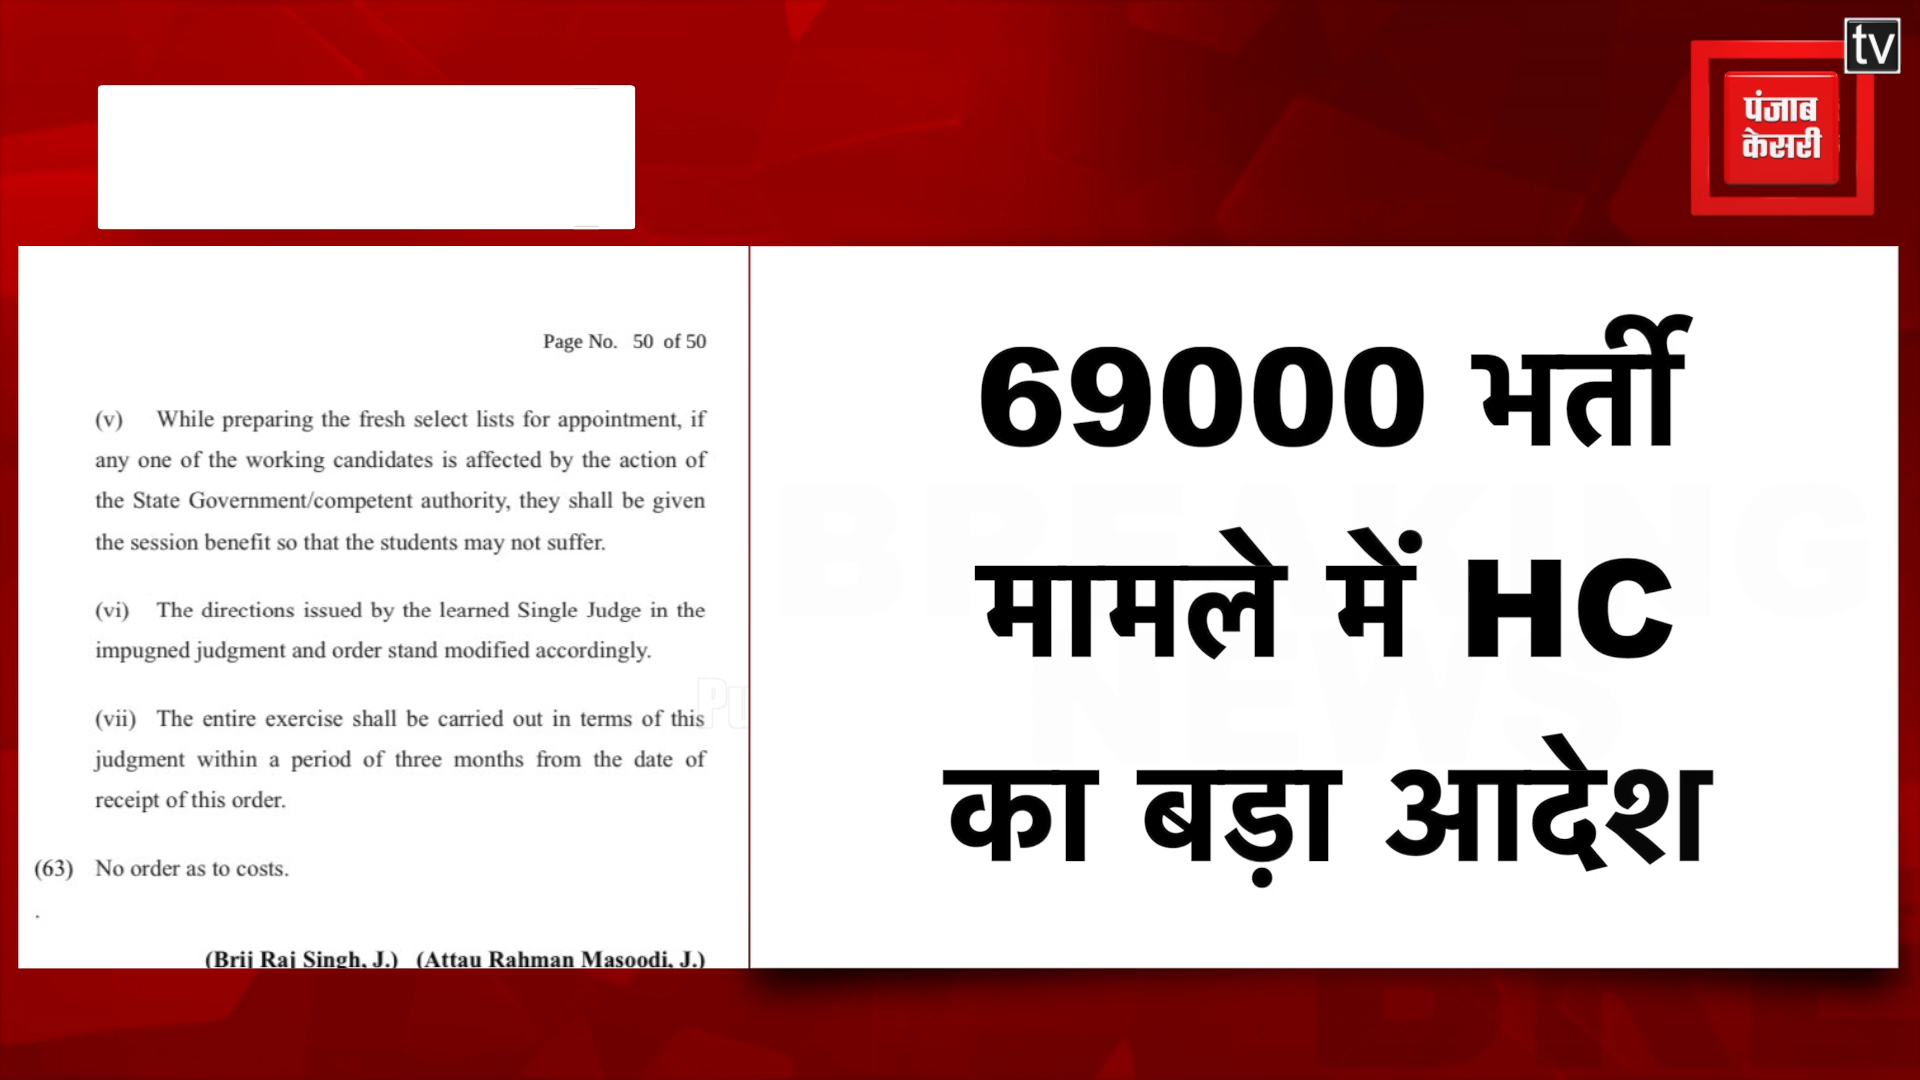 tv
पंजाब
केसरी
Page No. 50 of 50
(v) While preparing the fresh select lists for appointment, if
any one of the working candidates is affected by the action of
the State Government/competent authority, they shall be given
the session benefit so that the students may not suffer.
(vi) The directions issued by the learned Single Judge in the
impugned judgment and order stand modified accordingly.
(vii) The entire exercise shall be carried out in terms of this
judgment within a period of three months from the date of
receipt of this order.
(63) No order as to costs.
.
(Brij Raj Singh, J.) (Attau Rahman Masoodi, J.)
69000 भर्ती
मामले में HC
का बड़ा आदेश
BREAKING
NEWS